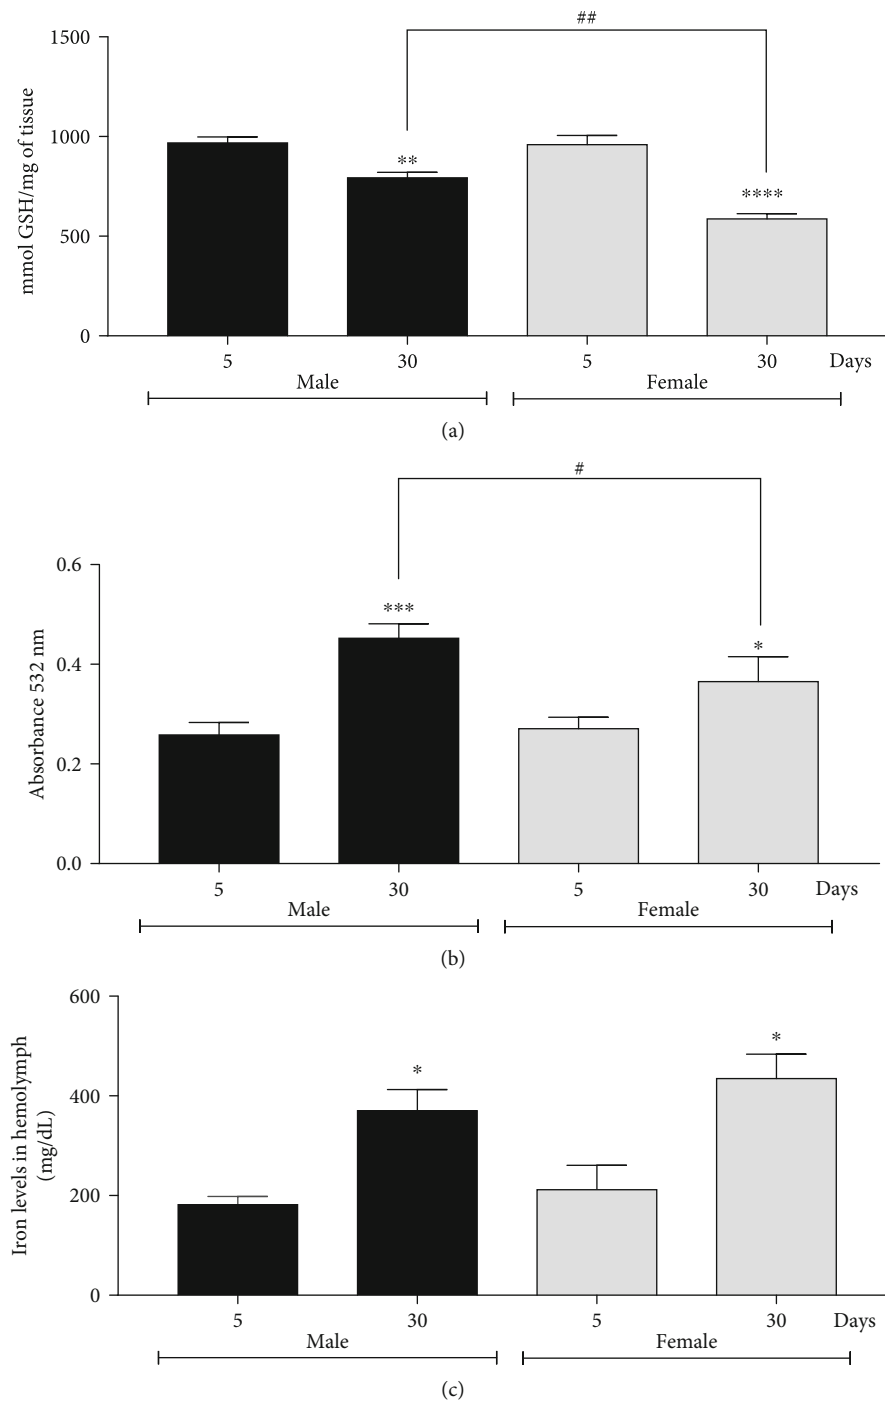 ##
1500
1000
500
0
mmol GSH/mg of tissue
**
****
5 30 5 30 Days
Male Female
(a)
#
0.6
0.4
0.2
0.0
Absorbance 532 nm
***
*
5 30 5 30 Days
Male Female
(b)
600
400
200
0
Iron levels in hemolymph
(mg/dL)
*
*
5 30 5 30 Days
Male Female
(c)